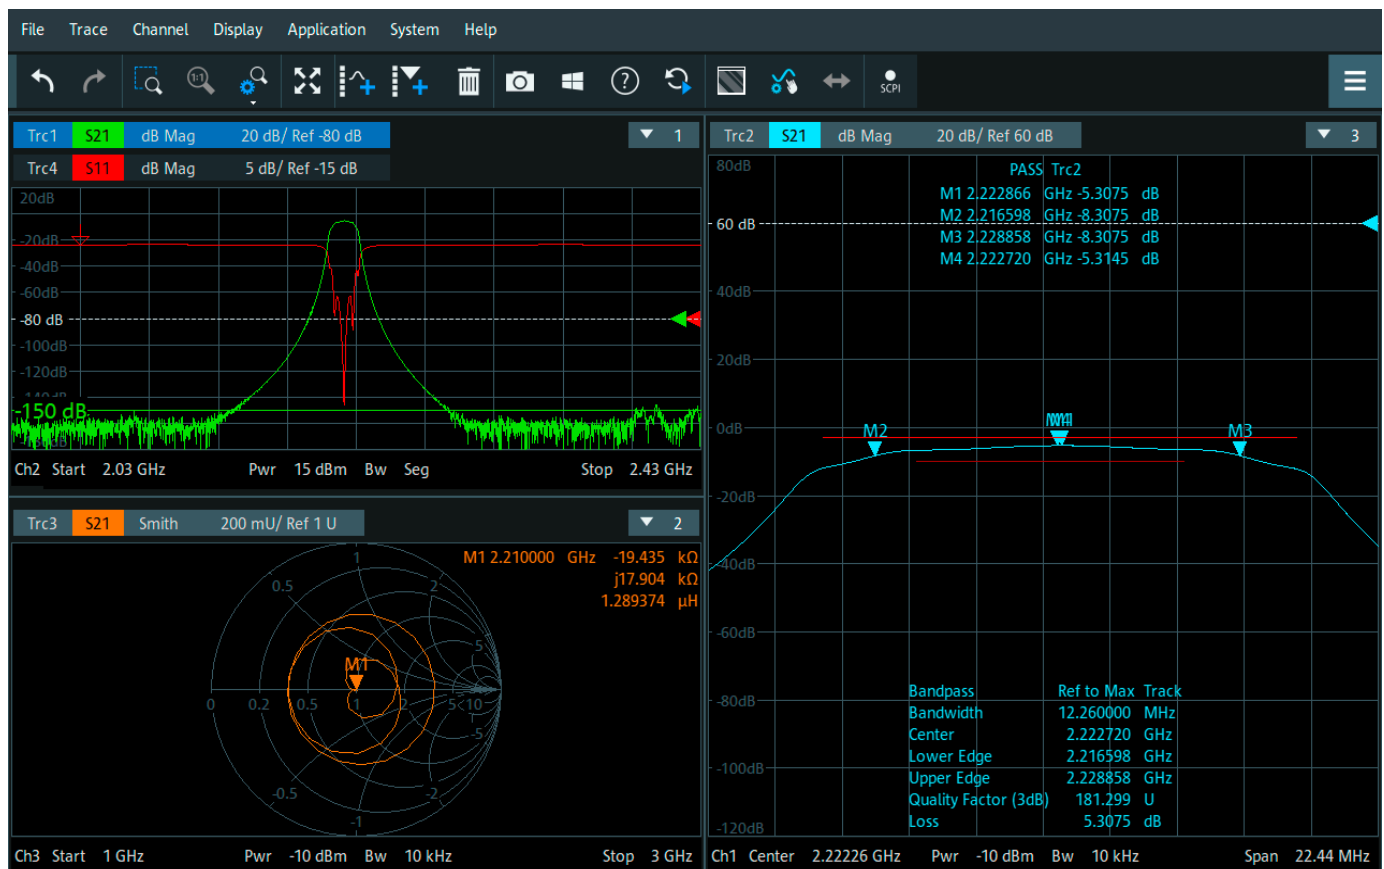 File Trace Channel Display Application System Help
1:1
?
SCPI
Trc1 S21 dB Mag 20 dB/ Ref -80 dB 1
Trc4 S11 dB Mag 5 dB/ Ref -15 dB
20dB
-20dB
-40dB
-60dB
-80 dB
-100dB
-120dB
-140dB
-150 dB
Ch2 Start 2.03 GHz Pwr 15 dBm Bw Seg Stop 2.43 GHz
Trc3 S21 Smith 200 mU/ Ref 1 U 2
M1 2.210000 GHz -19.435 kΩ
j17.904 kΩ
1.289374 µH
1
0.5
2
5
M1
0 0.2 0.5 1 2 5 10
-5
-0.5
-2
-1
Ch3 Start 1 GHz Pwr -10 dBm Bw 10 kHz Stop 3 GHz
Trc2 S21 dB Mag 20 dB/ Ref 60 dB 3
80dB
PASS Trc2
M1 2.222866 GHz -5.3075 dB
M2 2.216598 GHz -8.3075 dB
M3 2.228858 GHz -8.3075 dB
M4 2.222720 GHz -5.3145 dB
60 dB
40dB
20dB
0dB
M2
M3
-20dB
-40dB
-60dB
-80dB
-100dB
-120dB
Bandpass Ref to Max Track
Bandwidth 12.260000 MHz
Center 2.222720 GHz
Lower Edge 2.216598 GHz
Upper Edge 2.228858 GHz
Quality Factor (3dB) 181.299 U
Loss 5.3075 dB
Ch1 Center 2.22226 GHz Pwr -10 dBm Bw 10 kHz Span 22.44 MHz